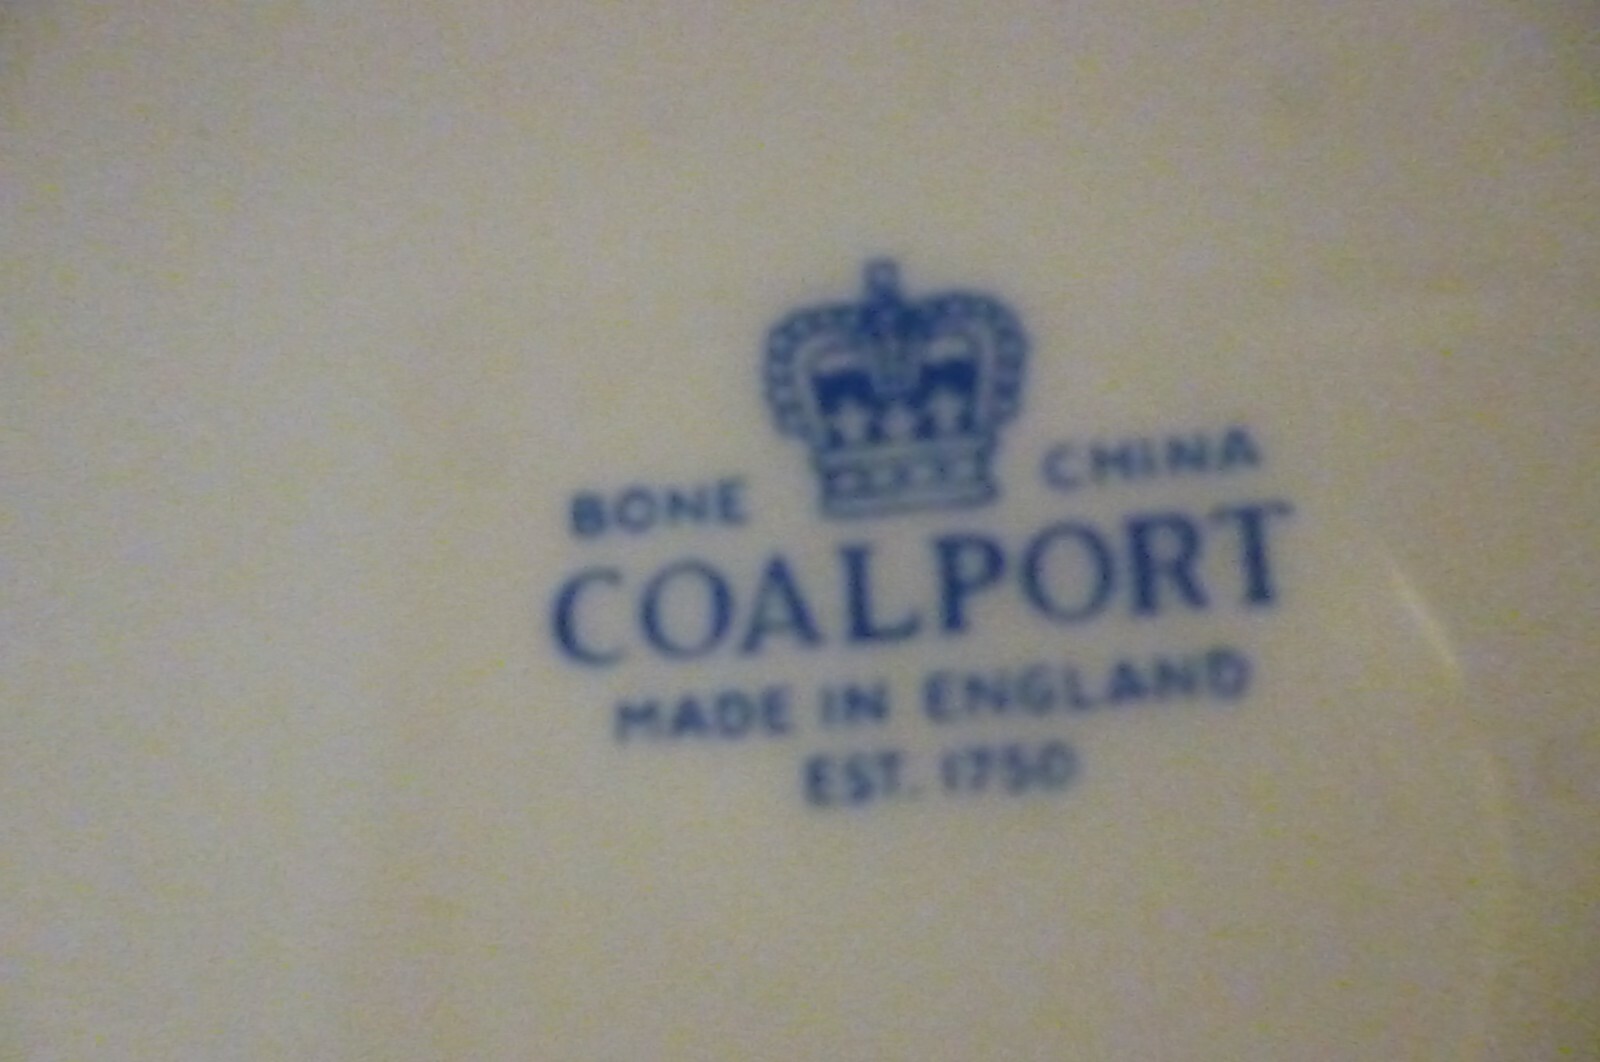 BONE CHINA
COALPORT
MADE IN ENGLAND
EST. 1750